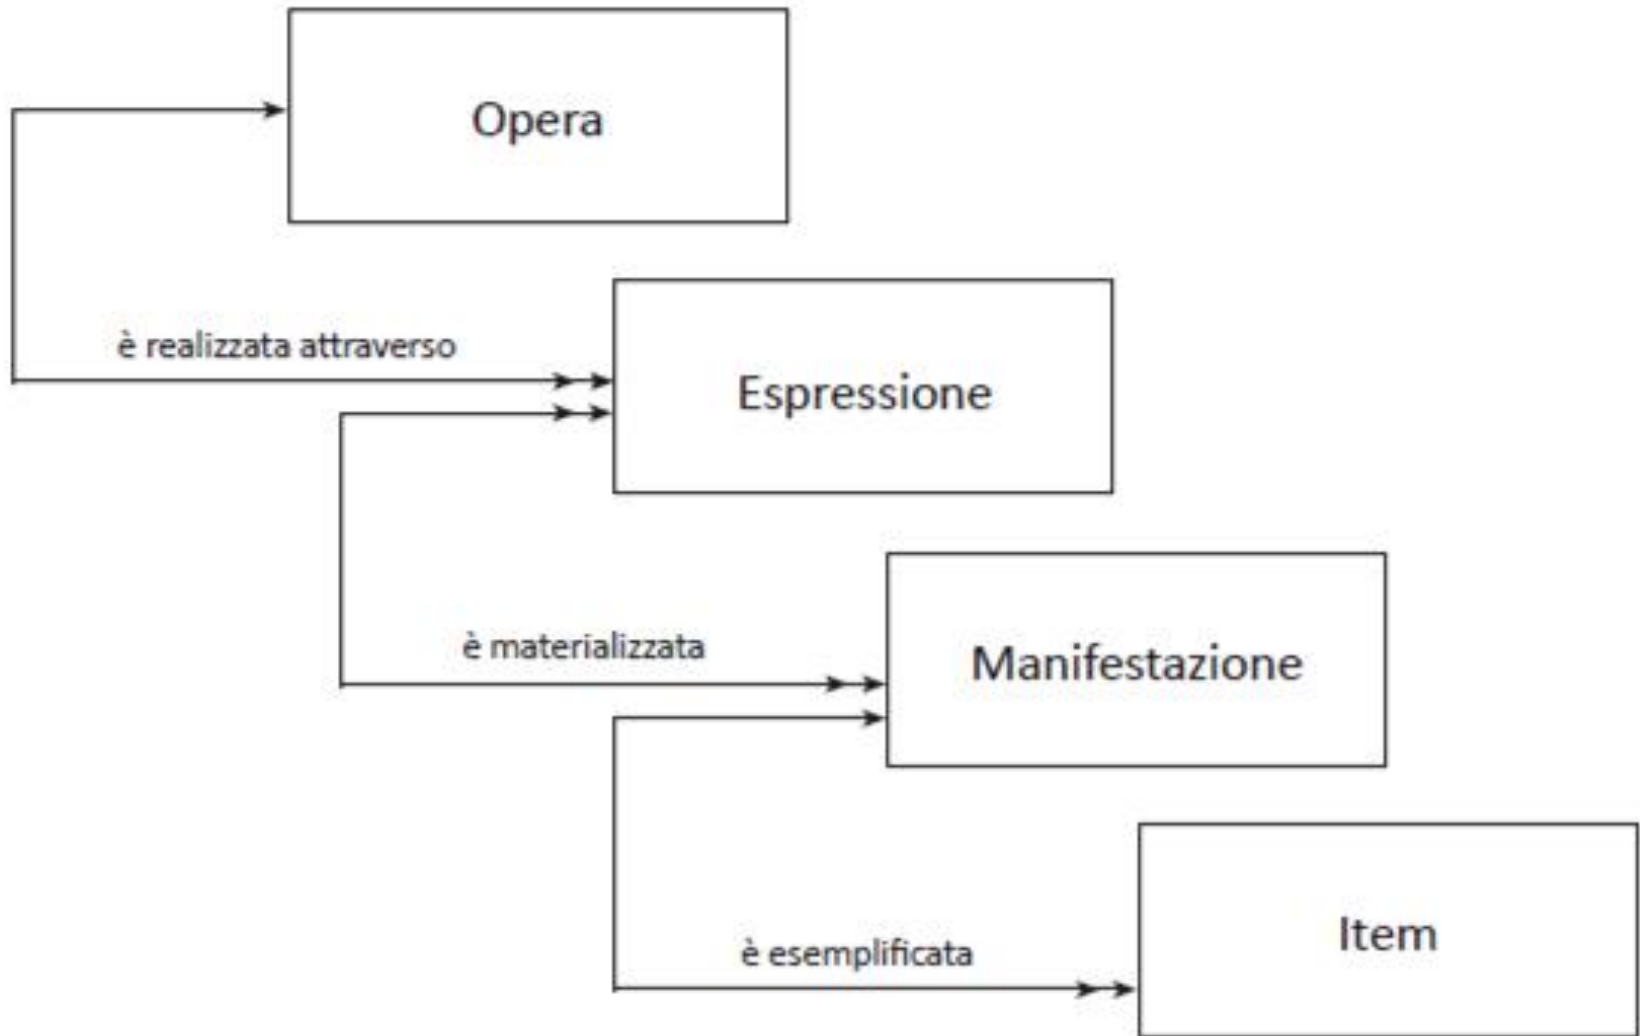 Opera
è realizzata attraverso
Espressione
è materializzata
Manifestazione
è esemplificata
Item